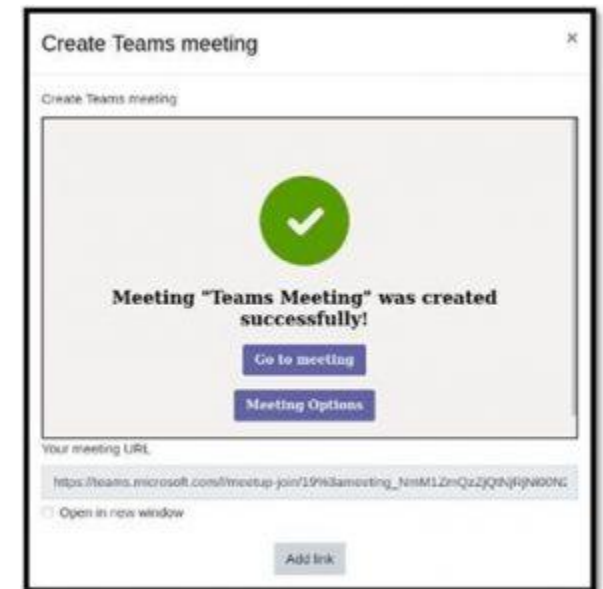 Create Teams meeting
×
Create Teams meeting
Meeting "Teams Meeting" was created
successfully!
Go to meeting
Meeting Options
Your meeting URL
Open in new window
Add link